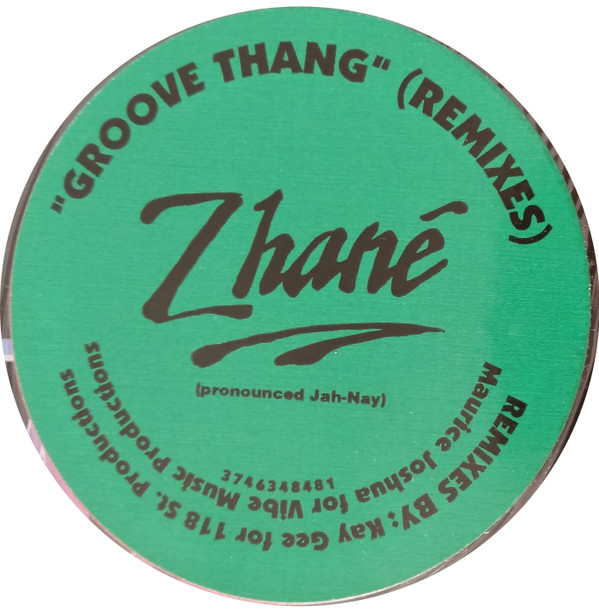 "GROOVE THANG" (REMIXES)
Zhané
(pronounced Jah-Nay)
3746348481
REMIXES BY: Kay Gee for 118 St. Productions
Maurice Joshua for Vibe Music Productions